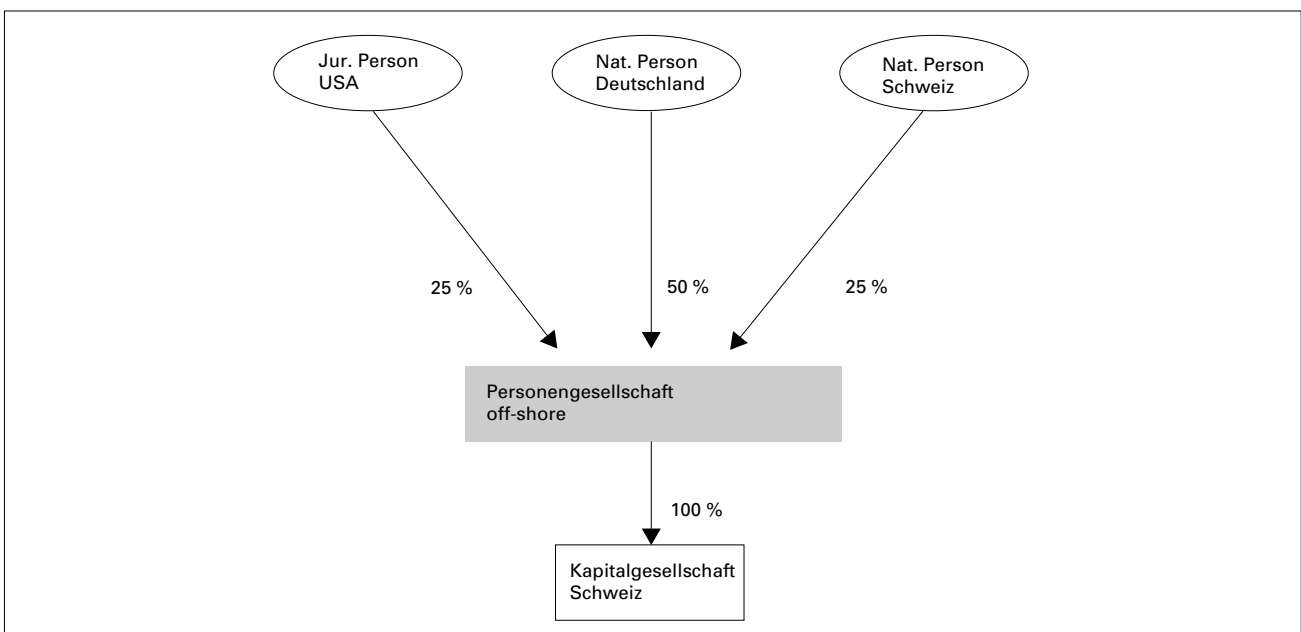 Jur. Person
USA
Nat. Person
Deutschland
Nat. Person
Schweiz
25 %
50 %
25 %
Personengesellschaft
off-shore
100 %
Kapitalgesellschaft
Schweiz